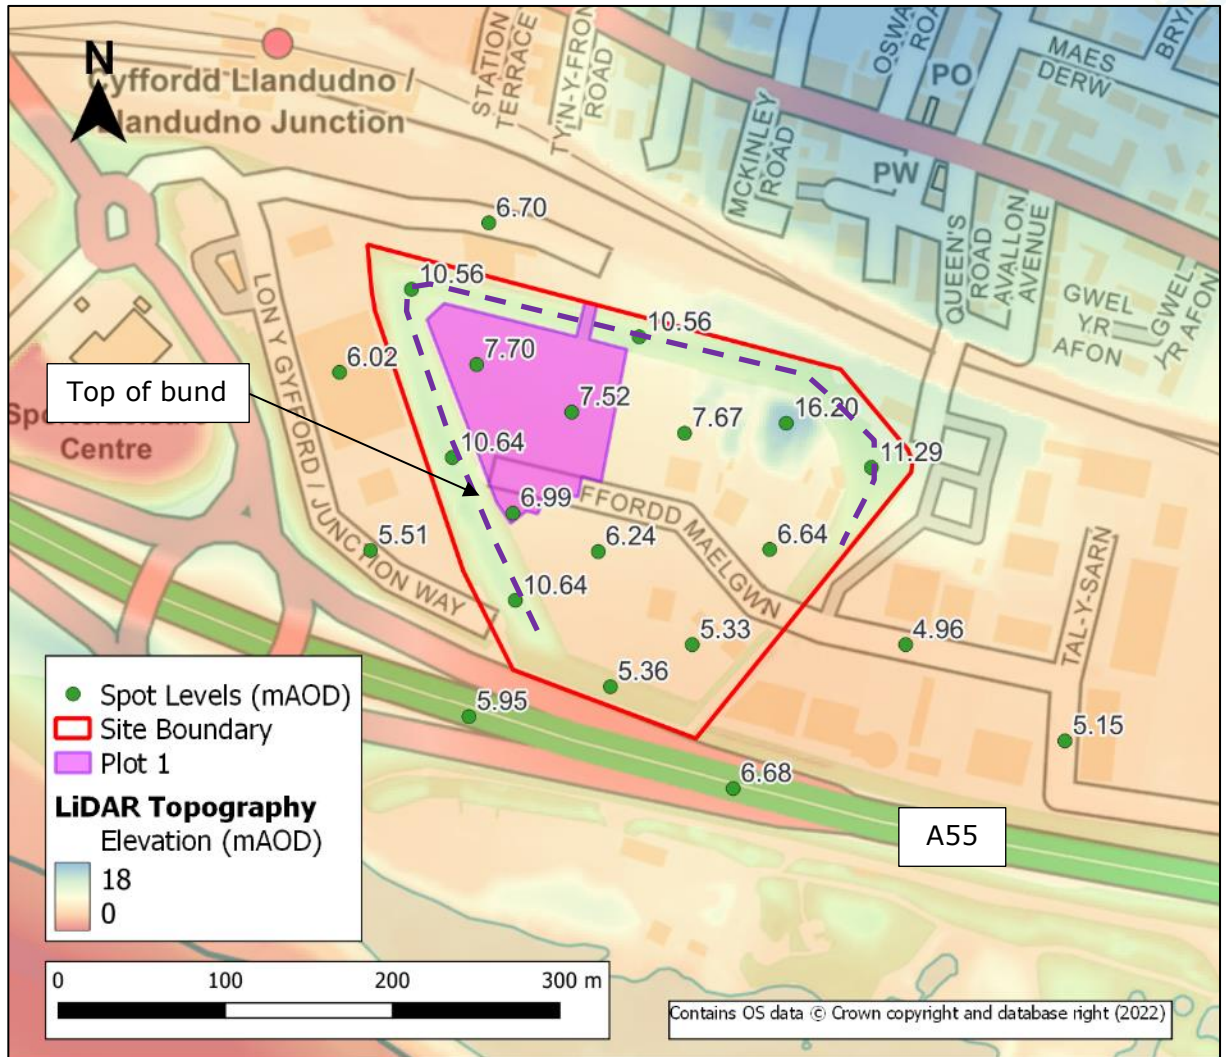 N
Cyffordd Llandudno /
Llandudno Junction
STATION
TERRACE
TY'N-Y-FRON
ROAD
OSWA
ROA
PO
MAES
DERW
BRY
MCKINLEY
ROAD
PW
QUEEN'S
ROAD
AVALLON
AVENUE
GWEL
YR
AFON
GWEL
YR AFON
6.70
10.56
10.56
6.02
7.70
7.52
7.67
16.20
11.29
Top of bund
Centre
LON Y GYFFORD / JUNCTION WAY
10.64
6.99
FFORDD MAELGWN
6.24
6.64
5.51
10.64
5.33
4.96
TAL-Y-SARN
5.36
5.95
5.15
6.68
A55
Spot Levels (mAOD)
Site Boundary
Plot 1
LiDAR Topography
Elevation (mAOD)
18
0
0 100 200 300 m
Contains OS data © Crown copyright and database right (2022)